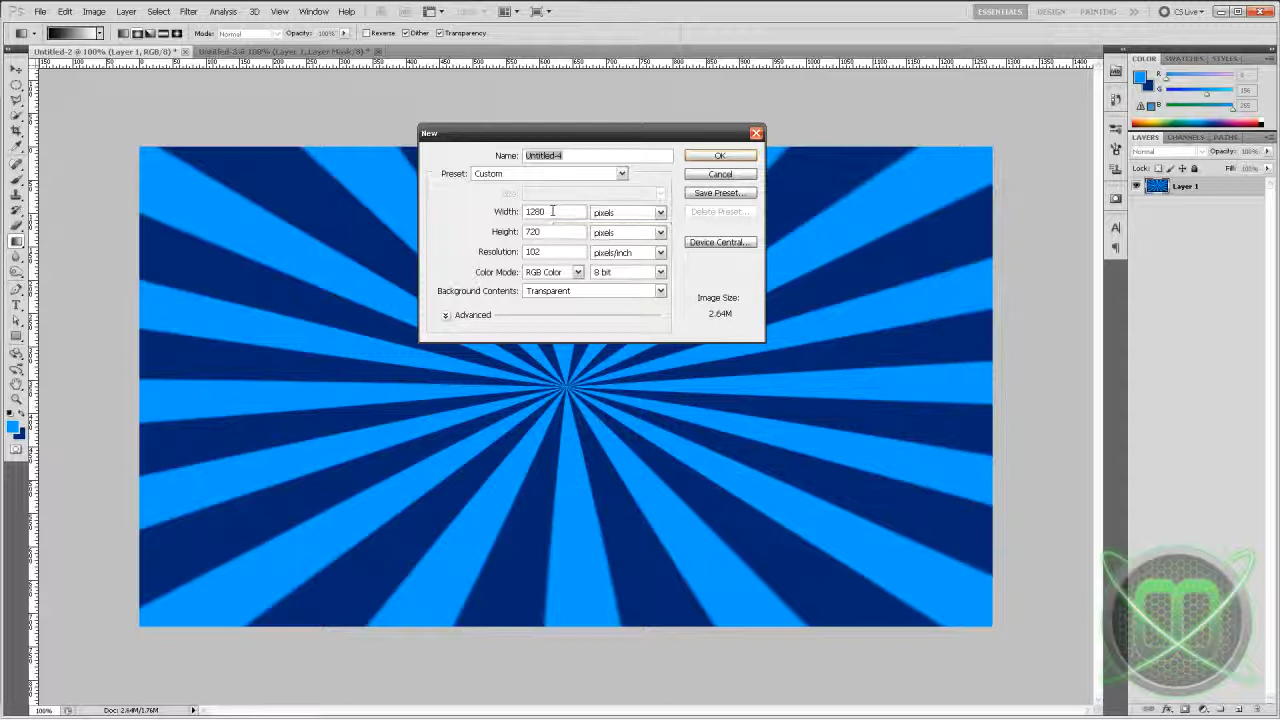 PS File Edit Image Layer Select Filter Analysis 3D View Window Help ESSENTIALS DESIGN PAINTING CS Live
Mode: Normal Opacity: 100% Reverse Dither Transparency
Untitled-2 @ 100% (Layer 1, RGB/8) * Untitled-3 @ 100% (Layer 1, Layer Mask/8) *
COLOR SWATCHES STYLES
R 0
G 156
B 255
LAYERS CHANNELS PATHS
Normal Opacity: 100%
Lock: Fill: 100%
Layer 1
New
Name: Untitled-4 OK
Preset: Custom Cancel
Size: Save Preset...
Width: 1280 pixels Delete Preset...
Height: 720 pixels
Resolution: 102 pixels/inch Device Central...
Color Mode: RGB Color 8 bit
Background Contents: Transparent Image Size:
Advanced 2.64M
100% Doc: 2.64M/1.76M